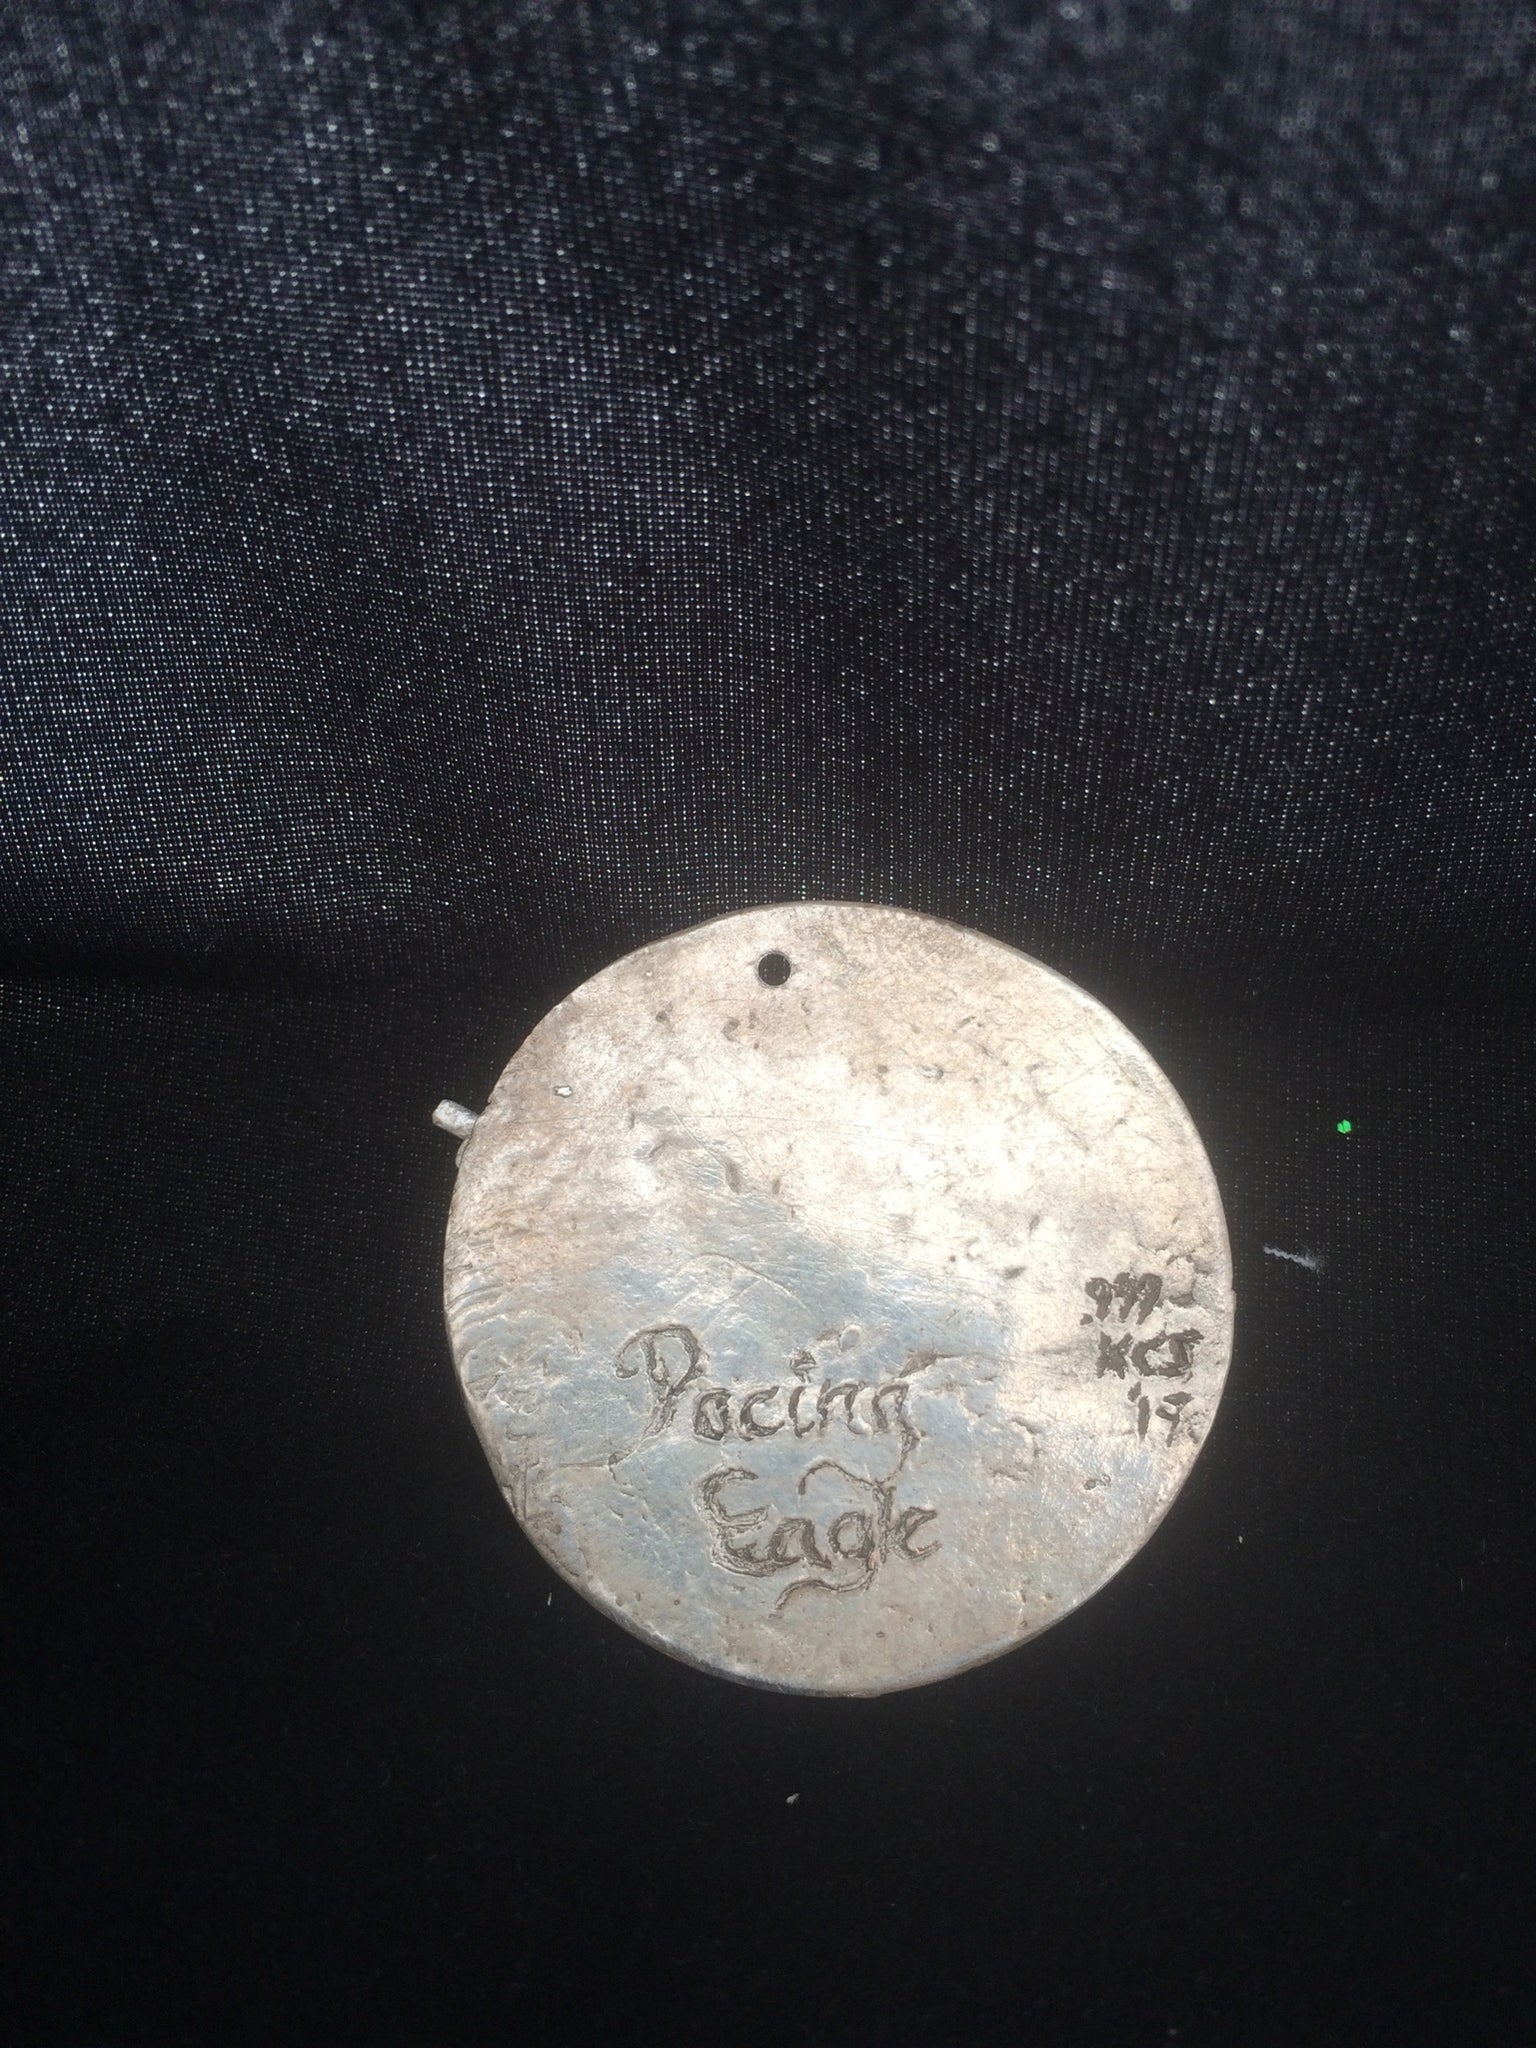 Pacing
Eagle
.999
KCS
'19